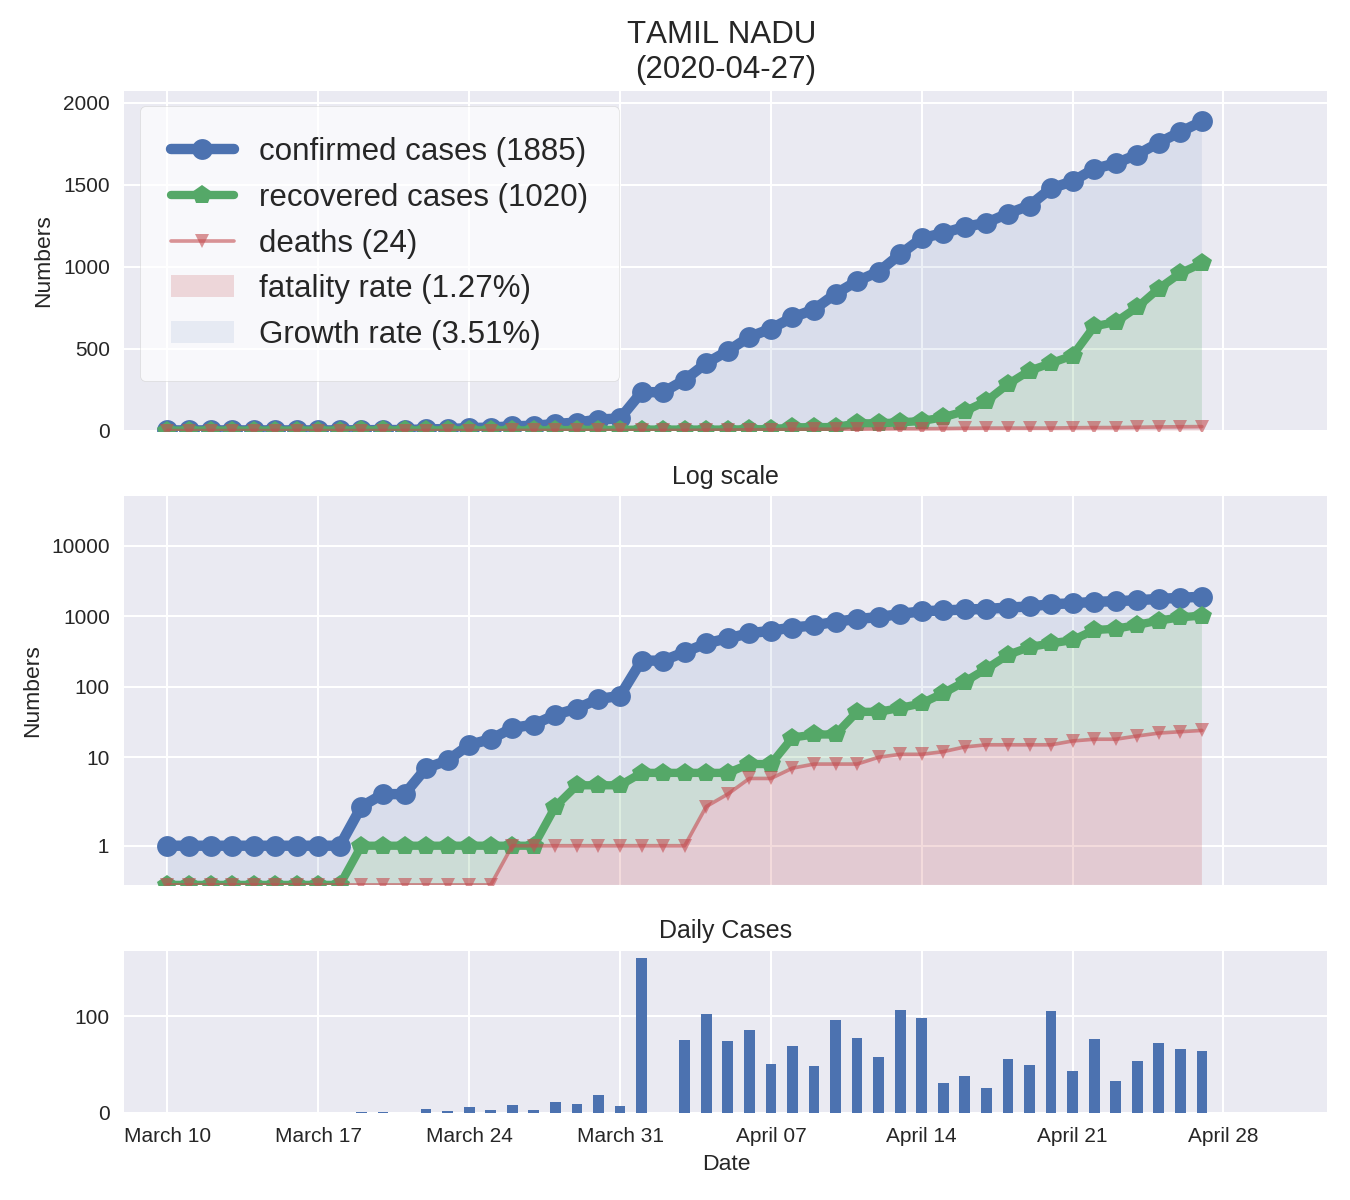 TAMIL NADU
(2020-04-27)
2000
1500
1000
500
0
Numbers
confirmed cases (1885)
recovered cases (1020)
deaths (24)
fatality rate (1.27%)
Growth rate (3.51%)
Log scale
10000
1000
100
10
1
Numbers
Daily Cases
100
0
March 10 March 17 March 24 March 31 April 07 April 14 April 21 April 28
Date